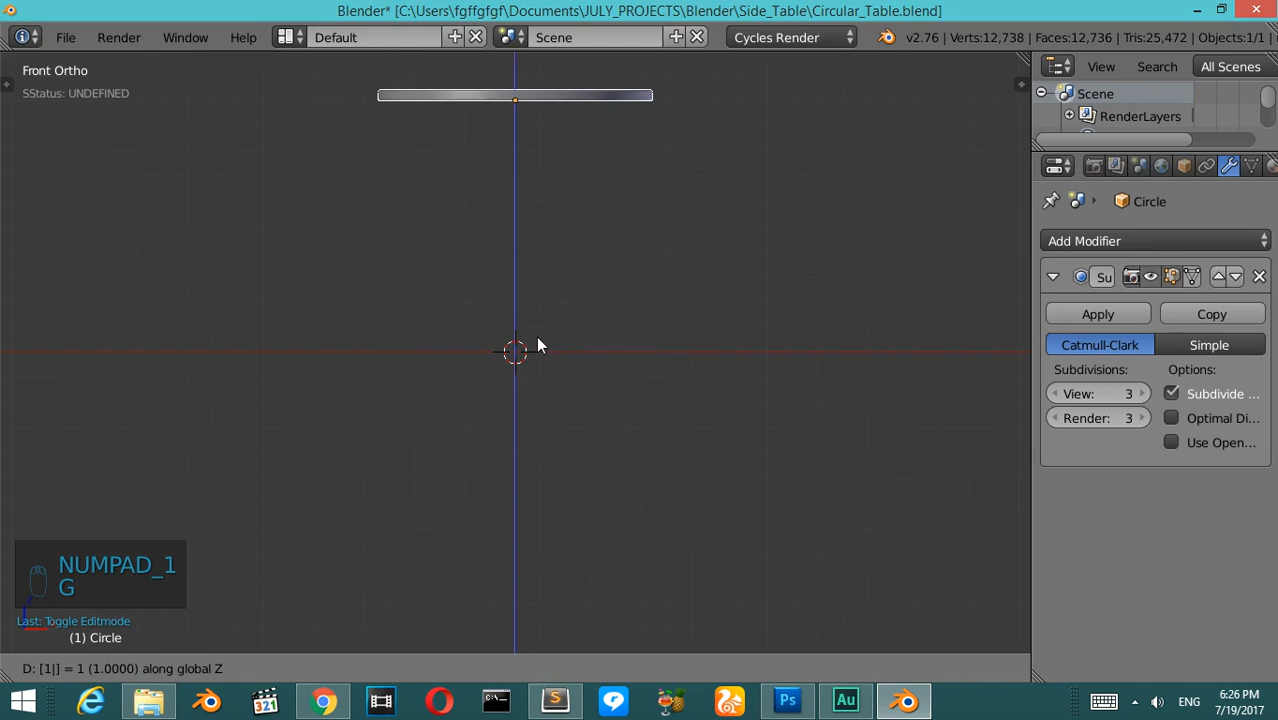 Blender* [C:\Users\fgffgfgf\Documents\JULY_PROJECTS\Blender\Side_Table\Circular_Table.blend]
File Render Window Help Default Scene Cycles Render v2.76 | Verts:12,738 | Faces:12,736 | Tris:25,472 | Objects:1/1 |
Front Ortho
SStatus: UNDEFINED
View Search All Scenes
Scene
RenderLayers
Circle
Add Modifier
Su
Apply Copy
Catmull-Clark Simple
Subdivisions: Options:
View: 3 Subdivide ...
Render: 3 Optimal Di...
Use Open...
NUMPAD_1
G
Last: Toggle Editmode
(1) Circle
D: [1|] = 1 (1.0000) along global Z
321
Ps
Au
ENG
6:26 PM
7/19/2017